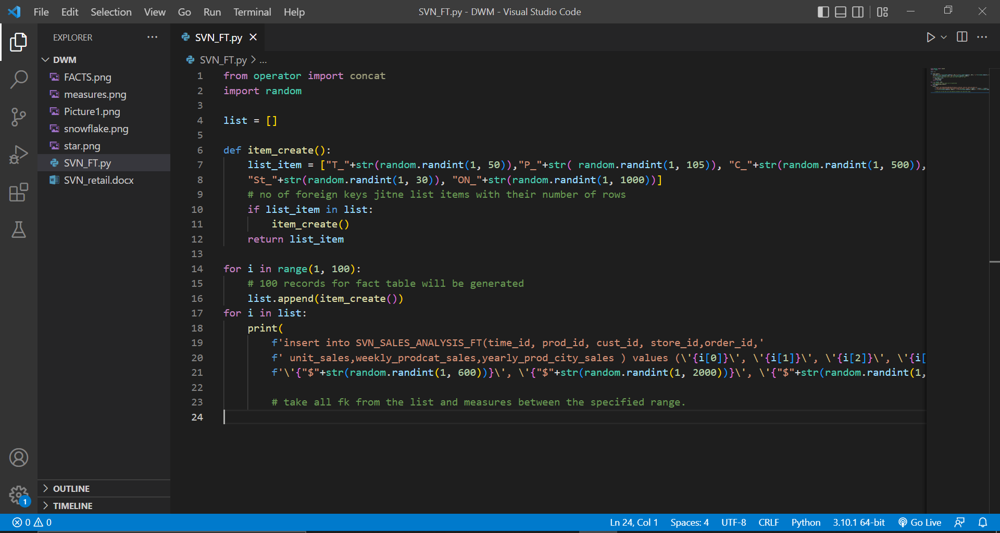 File Edit Selection View Go Run Terminal Help
SVN_FT.py - DWM - Visual Studio Code
EXPLORER
DWM
FACTS.png
measures.png
Picture1.png
snowflake.png
star.png
SVN_FT.py
SVN_retail.docx
OUTLINE
TIMELINE
1
SVN_FT.py
SVN_FT.py > ...
1 from operator import concat
2 import random
3
4 list = []
5
6 def item_create():
7 list_item = ["T_"+str(random.randint(1, 50)),"P_"+str( random.randint(1, 105)), "C_"+str(random.randint(1, 500)),
8 "St_"+str(random.randint(1, 30)), "ON_"+str(random.randint(1, 1000))]
9 # no of foreign keys jitne list items with their number of rows
10 if list_item in list:
11 item_create()
12 return list_item
13
14 for i in range(1, 100):
15 # 100 records for fact table will be generated
16 list.append(item_create())
17 for i in list:
18 print(
19 f'insert into SVN_SALES_ANALYSIS_FT(time_id, prod_id, cust_id, store_id,order_id,'
20 f' unit_sales,weekly_prodcat_sales,yearly_prod_city_sales ) values (\'{i[0]}\', \'{i[1]}\', \'{i[2]}\', \'{i[
21 f'\'{"$"+str(random.randint(1, 600))}\', \'{"$"+str(random.randint(1, 2000))}\', \'{"$"+str(random.randint(1,
22
23 # take all fk from the list and measures between the specified range.
24
0 0
Ln 24, Col 1 Spaces: 4 UTF-8 CRLF Python 3.10.1 64-bit Go Live